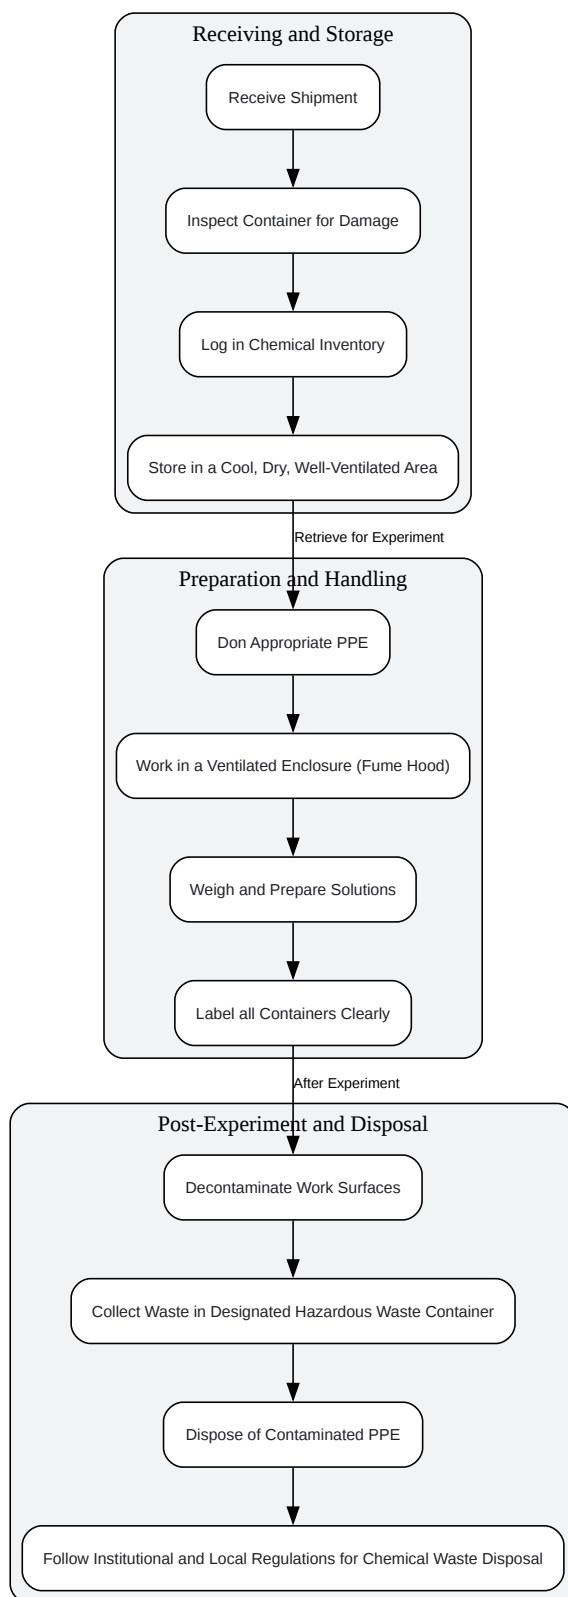 Receiving and Storage
Receive Shipment
Inspect Container for Damage
Log in Chemical Inventory
Store in a Cool, Dry, Well-Ventilated Area
Retrieve for Experiment
Preparation and Handling
Don Appropriate PPE
Work in a Ventilated Enclosure (Fume Hood)
Weigh and Prepare Solutions
Label all Containers Clearly
After Experiment
Post-Experiment and Disposal
Decontaminate Work Surfaces
Collect Waste in Designated Hazardous Waste Container
Dispose of Contaminated PPE
Follow Institutional and Local Regulations for Chemical Waste Disposal